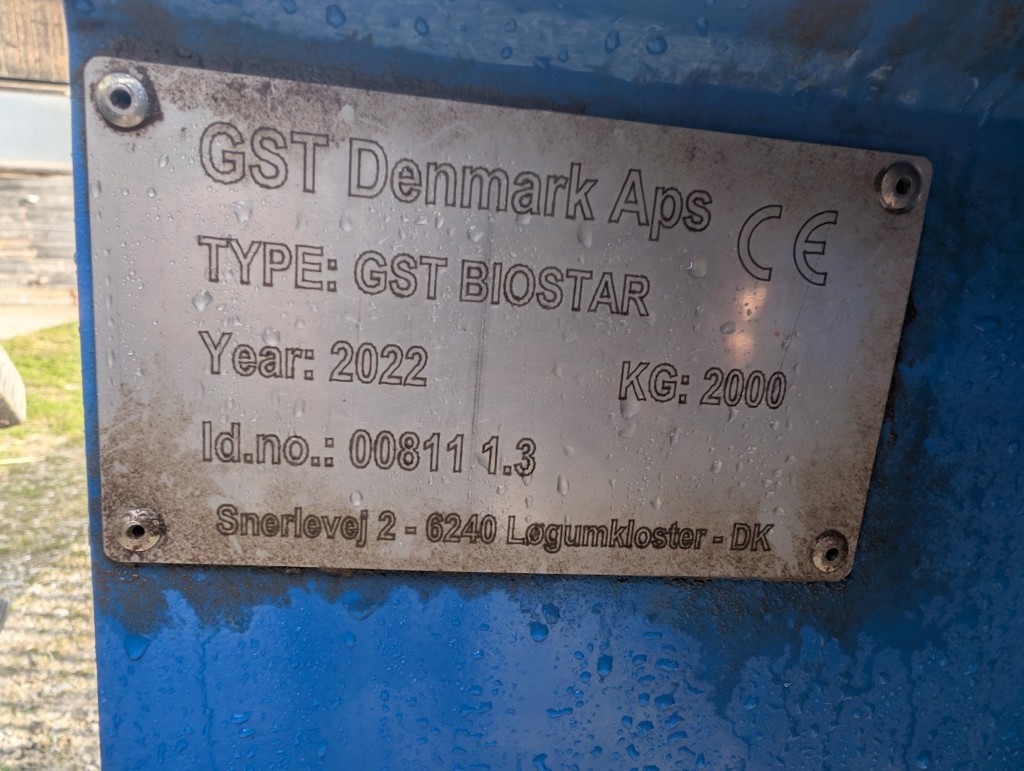 GST Denmark Aps
CE
TYPE: GST BIOSTAR
Year: 2022 KG: 2000
Id.no.: 00811 1.3
Snerlevej 2 - 6240 Løgumkloster - DK